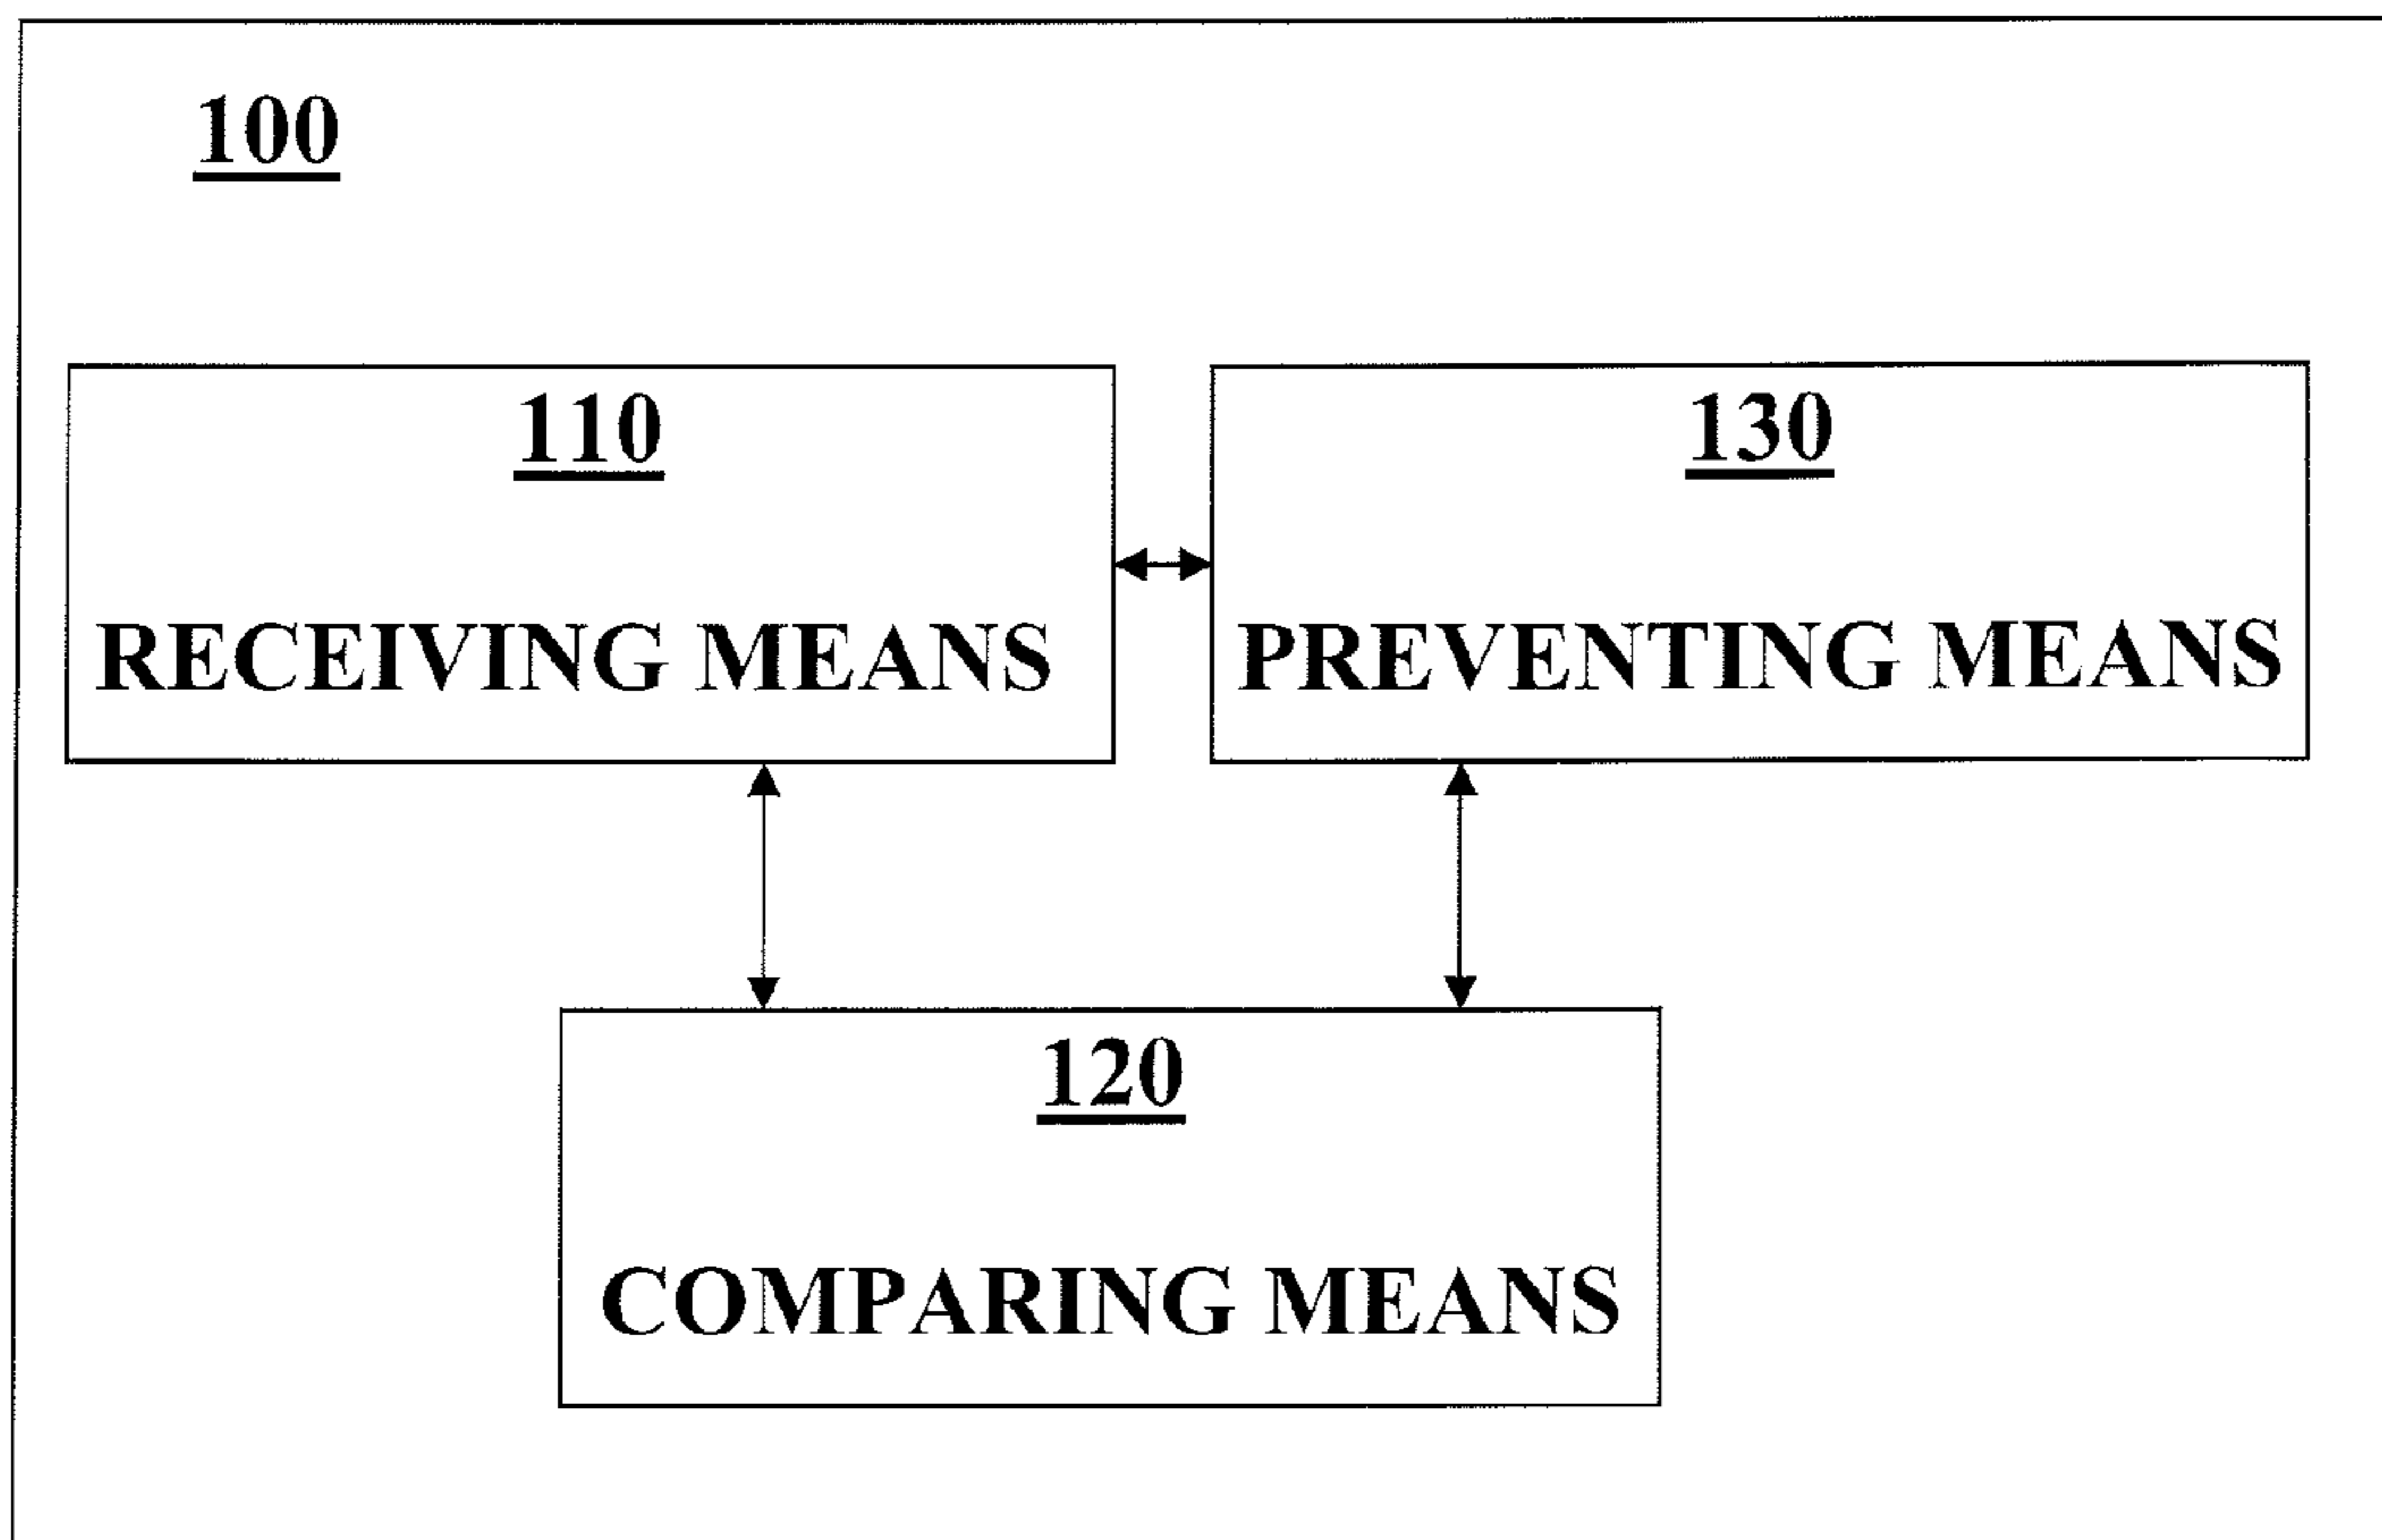 100
110
RECEIVING MEANS
130
PREVENTING MEANS
120
COMPARING MEANS